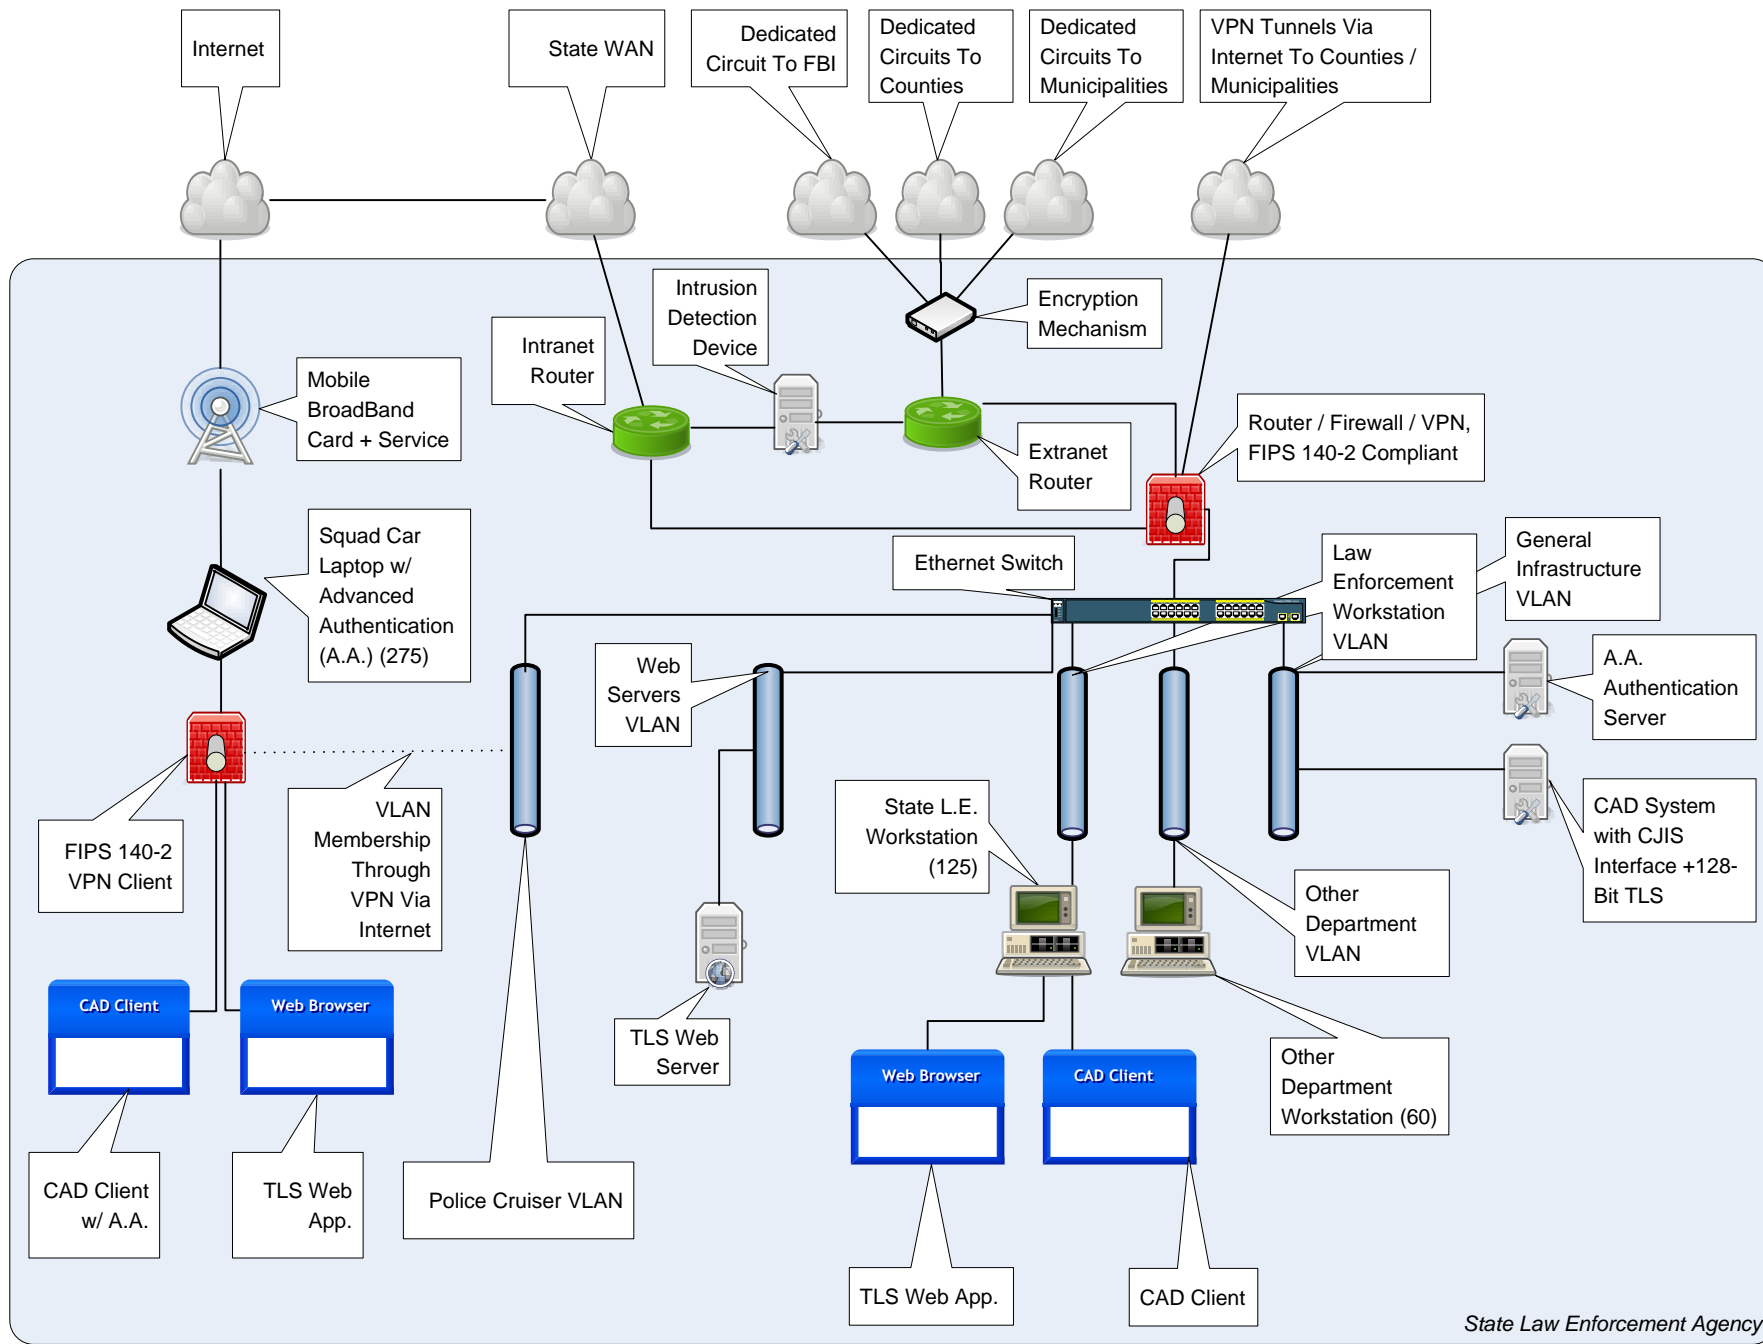 Internet
State WAN
Dedicated
Circuit To FBI
Dedicated
Circuits To
Counties
Dedicated
Circuits To
Municipalities
VPN Tunnels Via
Internet To Counties /
Municipalities
Intrusion
Detection
Device
Encryption
Mechanism
Intranet
Router
Mobile
BroadBand
Card + Service
Extranet
Router
Router / Firewall / VPN,
FIPS 140-2 Compliant
Squad Car
Laptop w/
Advanced
Authentication
(A.A.) (275)
Ethernet Switch
Law
Enforcement
Workstation
VLAN
General
Infrastructure
VLAN
Web
Servers
VLAN
A.A.
Authentication
Server
FIPS 140-2
VPN Client
VLAN
Membership
Through
VPN Via
Internet
State L.E.
Workstation
(125)
CAD System
with CJIS
Interface +128-
Bit TLS
Other
Department
VLAN
CAD Client
Web Browser
TLS Web
Server
Web Browser
CAD Client
Other
Department
Workstation (60)
CAD Client
w/ A.A.
TLS Web
App.
Police Cruiser VLAN
TLS Web App.
CAD Client
State Law Enforcement Agency